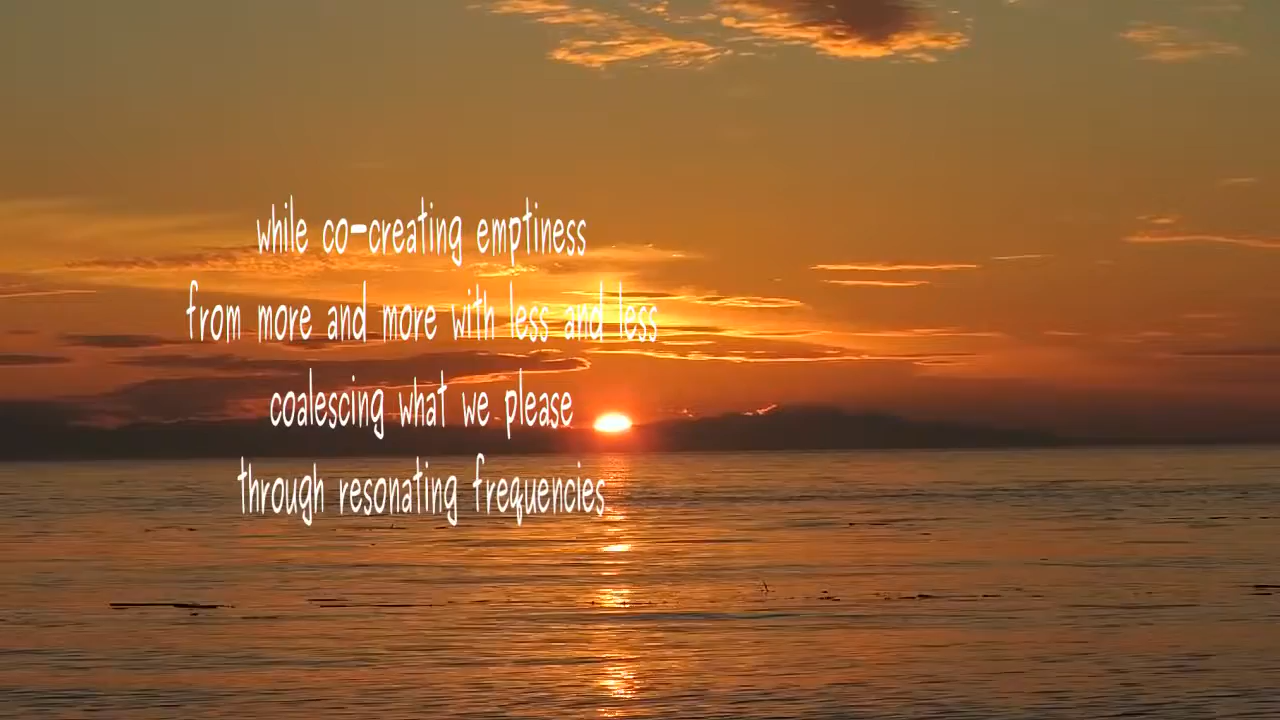 while co-creating emptiness
from more and more with less and less
coalescing what we please
through resonating frequencies